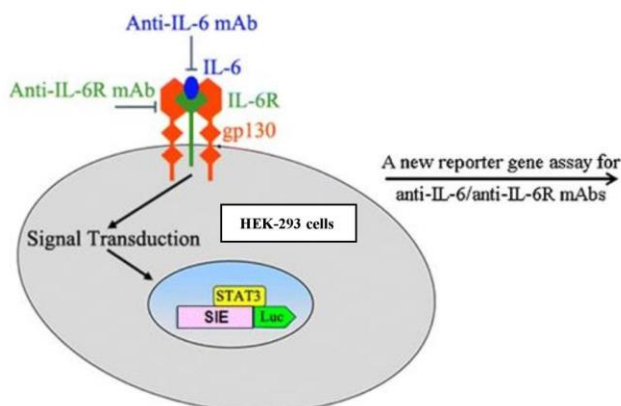 Anti-IL-6 mAb
IL-6
Anti-IL-6R mAb
IL-6R
gp130
A new reporter gene assay for
anti-IL-6/anti-IL-6R mAbs
HEK-293 cells
Signal Transduction
STAT3
SIE
Luc